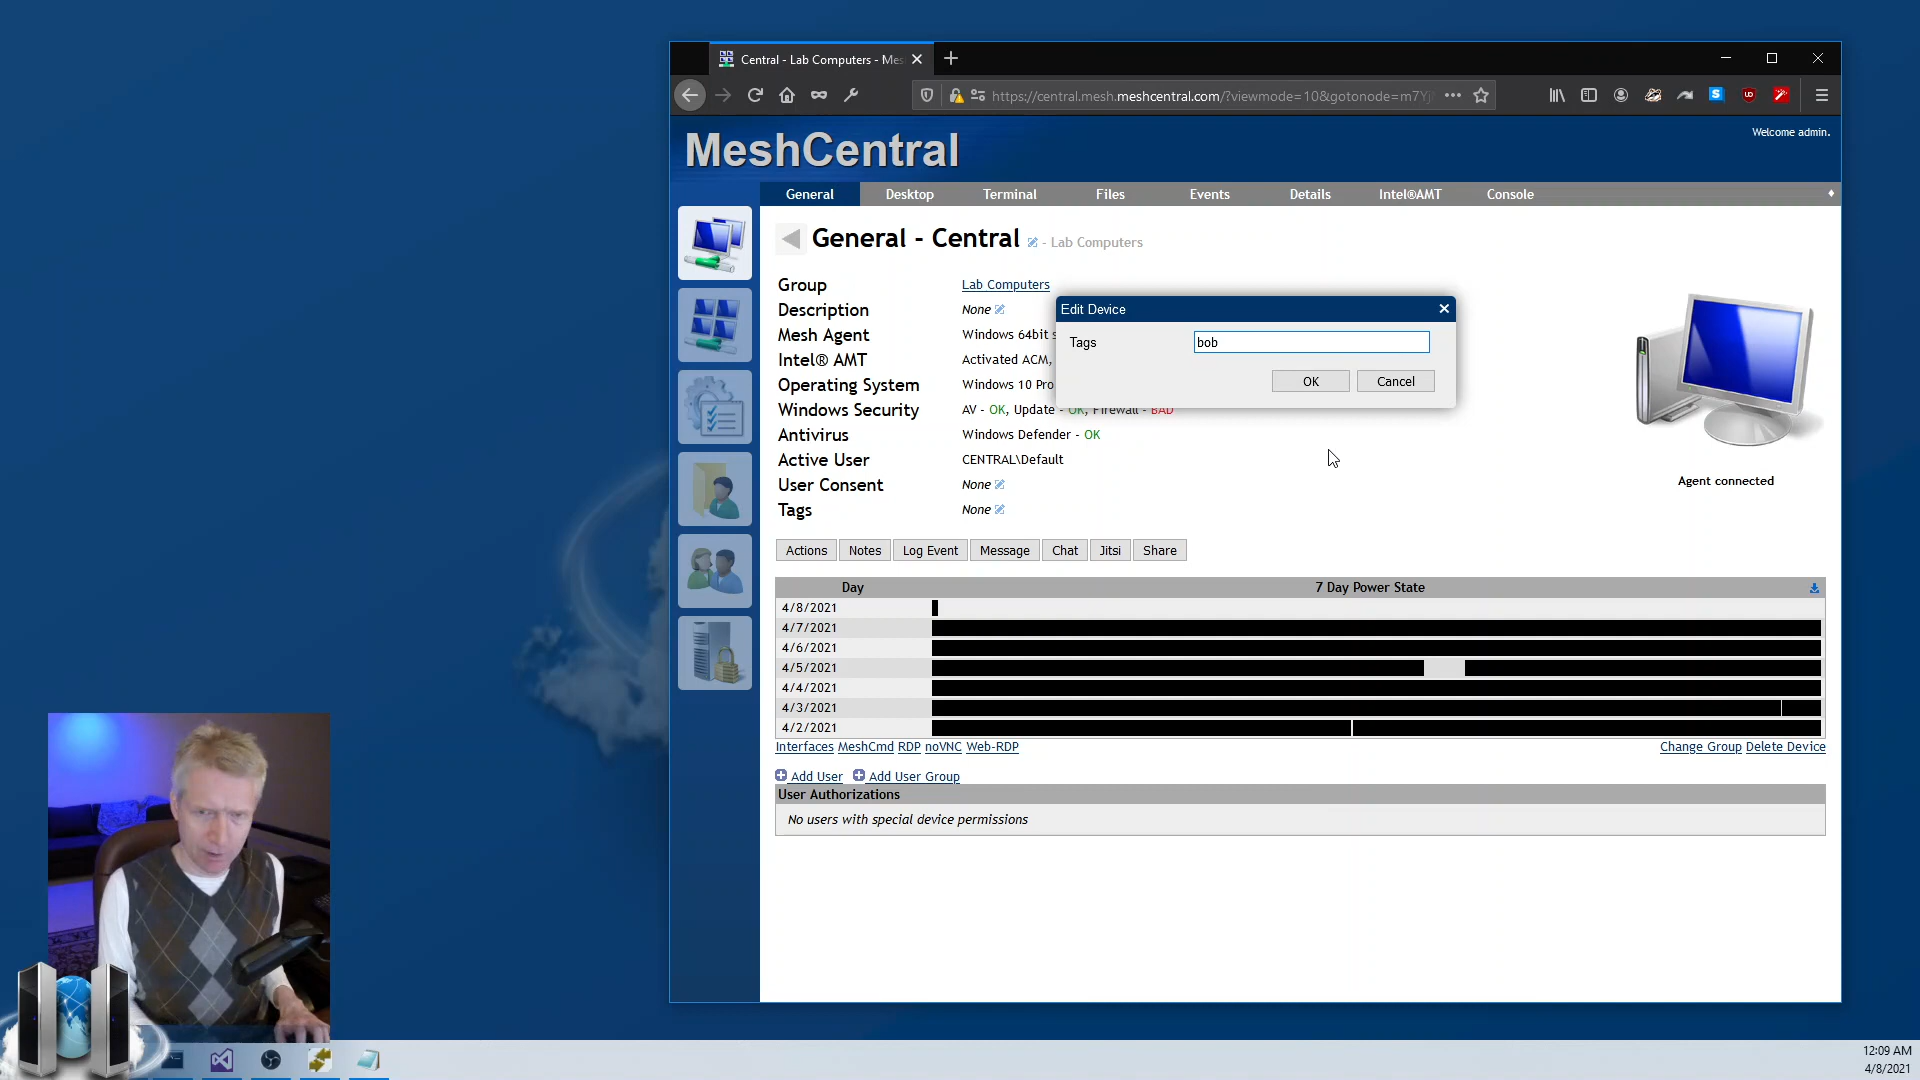 Central - Lab Computers - Mes
https://central.mesh.meshcentral.com/?viewmode=10&gotonode=m7Yj
MeshCentral
Welcome admin.
General Desktop Terminal Files Events Details Intel®AMT Console
General - Central - Lab Computers
Group Lab Computers
Description None
Mesh Agent Windows 64bit s
Intel® AMT Activated ACM,
Operating System Windows 10 Pro
Windows Security AV - OK, Update - OK, Firewall - BAD
Antivirus Windows Defender - OK
Active User CENTRAL\Default
User Consent None
Tags None
Edit Device
Tags bob
OK Cancel
Agent connected
Actions Notes Log Event Message Chat Jitsi Share
Day 7 Day Power State
4/8/2021
4/7/2021
4/6/2021
4/5/2021
4/4/2021
4/3/2021
4/2/2021
Interfaces MeshCmd RDP noVNC Web-RDP Change Group Delete Device
Add User Add User Group
User Authorizations
No users with special device permissions
12:09 AM
4/8/2021